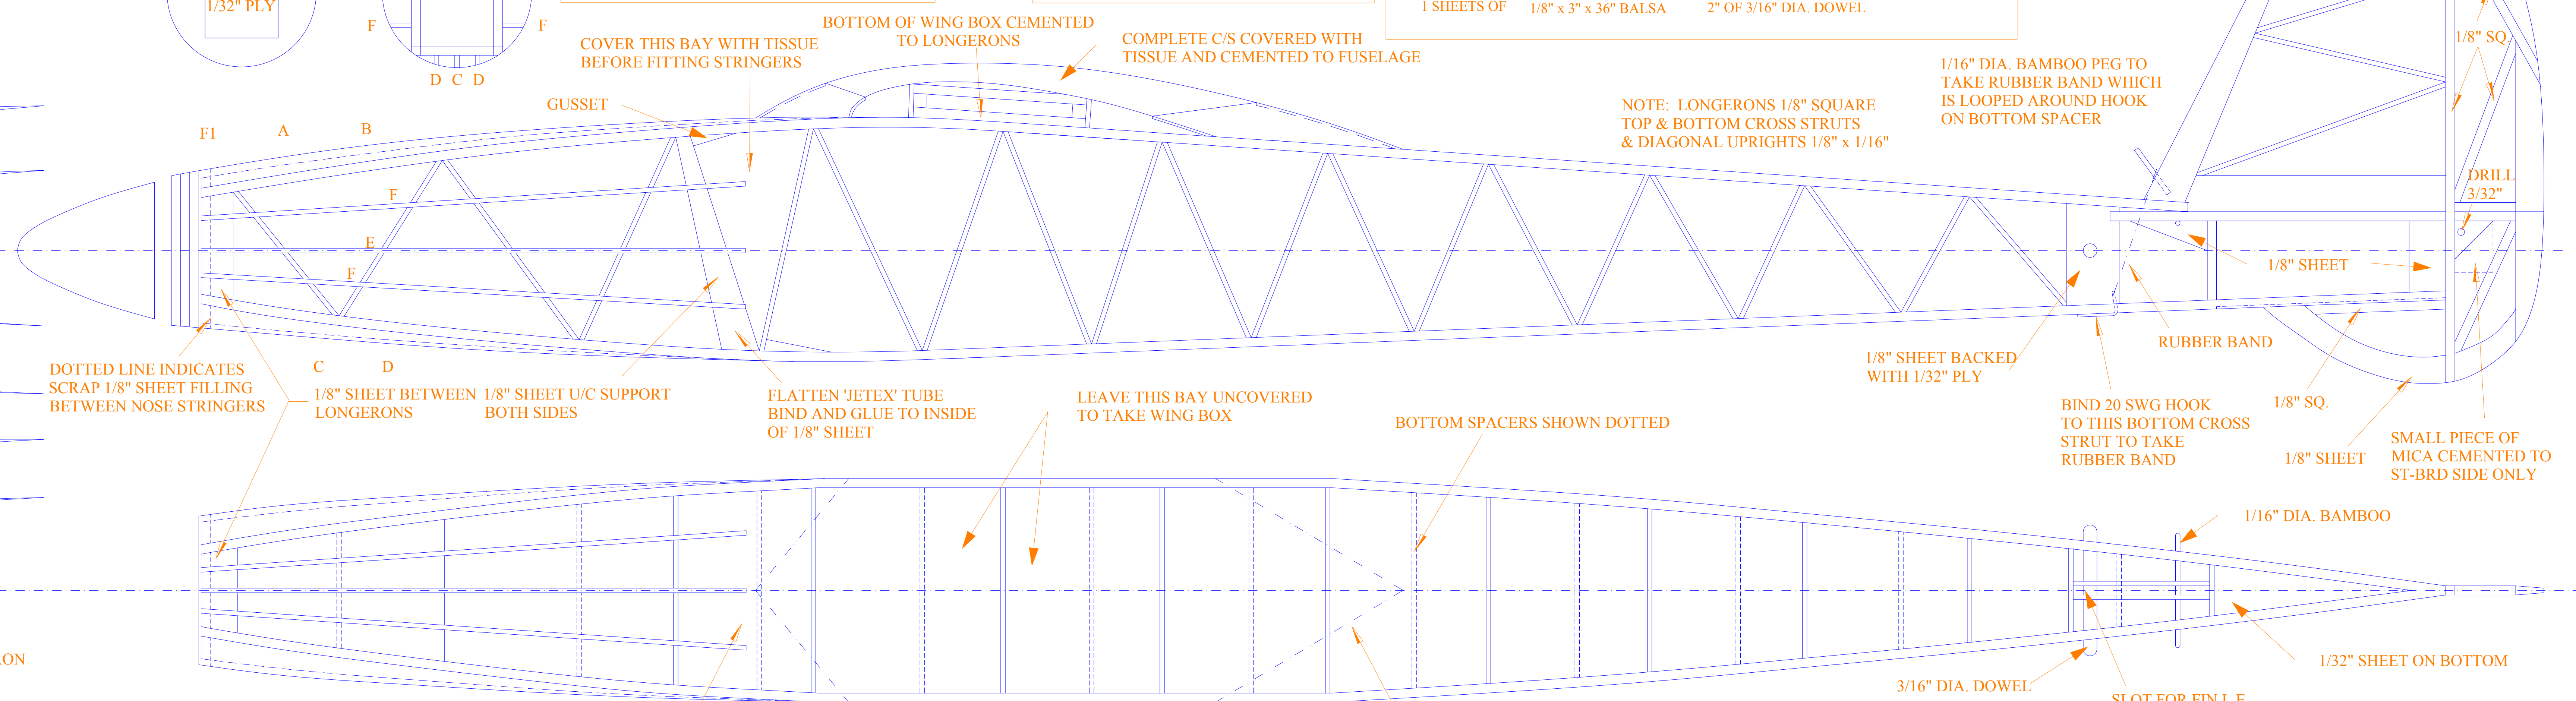 1/32" PLY
F
F
D C D
1 SHEETS OF 1/8" x 3" x 36" BALSA 2" OF 3/16" DIA. DOWEL
BOTTOM OF WING BOX CEMENTED
TO LONGERONS
COVER THIS BAY WITH TISSUE
BEFORE FITTING STRINGERS
COMPLETE C/S COVERED WITH
TISSUE AND CEMENTED TO FUSELAGE
GUSSET
1/8" SQ.
1/16" DIA. BAMBOO PEG TO
TAKE RUBBER BAND WHICH
IS LOOPED AROUND HOOK
ON BOTTOM SPACER
NOTE: LONGERONS 1/8" SQUARE
TOP & BOTTOM CROSS STRUTS
& DIAGONAL UPRIGHTS 1/8" x 1/16"
F1
A
B
F
E
F
DRILL
3/32"
1/8" SHEET
RUBBER BAND
DOTTED LINE INDICATES
SCRAP 1/8" SHEET FILLING
BETWEEN NOSE STRINGERS
C
D
1/8" SHEET BETWEEN
LONGERONS
1/8" SHEET U/C SUPPORT
BOTH SIDES
FLATTEN 'JETEX' TUBE
BIND AND GLUE TO INSIDE
OF 1/8" SHEET
LEAVE THIS BAY UNCOVERED
TO TAKE WING BOX
BOTTOM SPACERS SHOWN DOTTED
1/8" SHEET BACKED
WITH 1/32" PLY
BIND 20 SWG HOOK
TO THIS BOTTOM CROSS
STRUT TO TAKE
RUBBER BAND
1/8" SQ.
1/8" SHEET
SMALL PIECE OF
MICA CEMENTED TO
ST-BRD SIDE ONLY
1/16" DIA. BAMBOO
1/32" SHEET ON BOTTOM
3/16" DIA. DOWEL
SLOT FOR FIN L.E.
RON